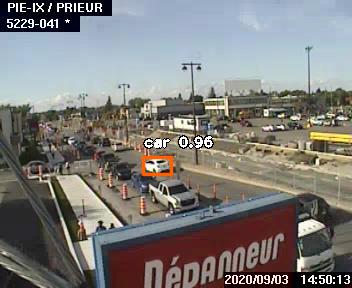 PIE-IX / PRIEUR
5229-041 *
car 0.96
Dépanneur
2020/09/03 14:50:13